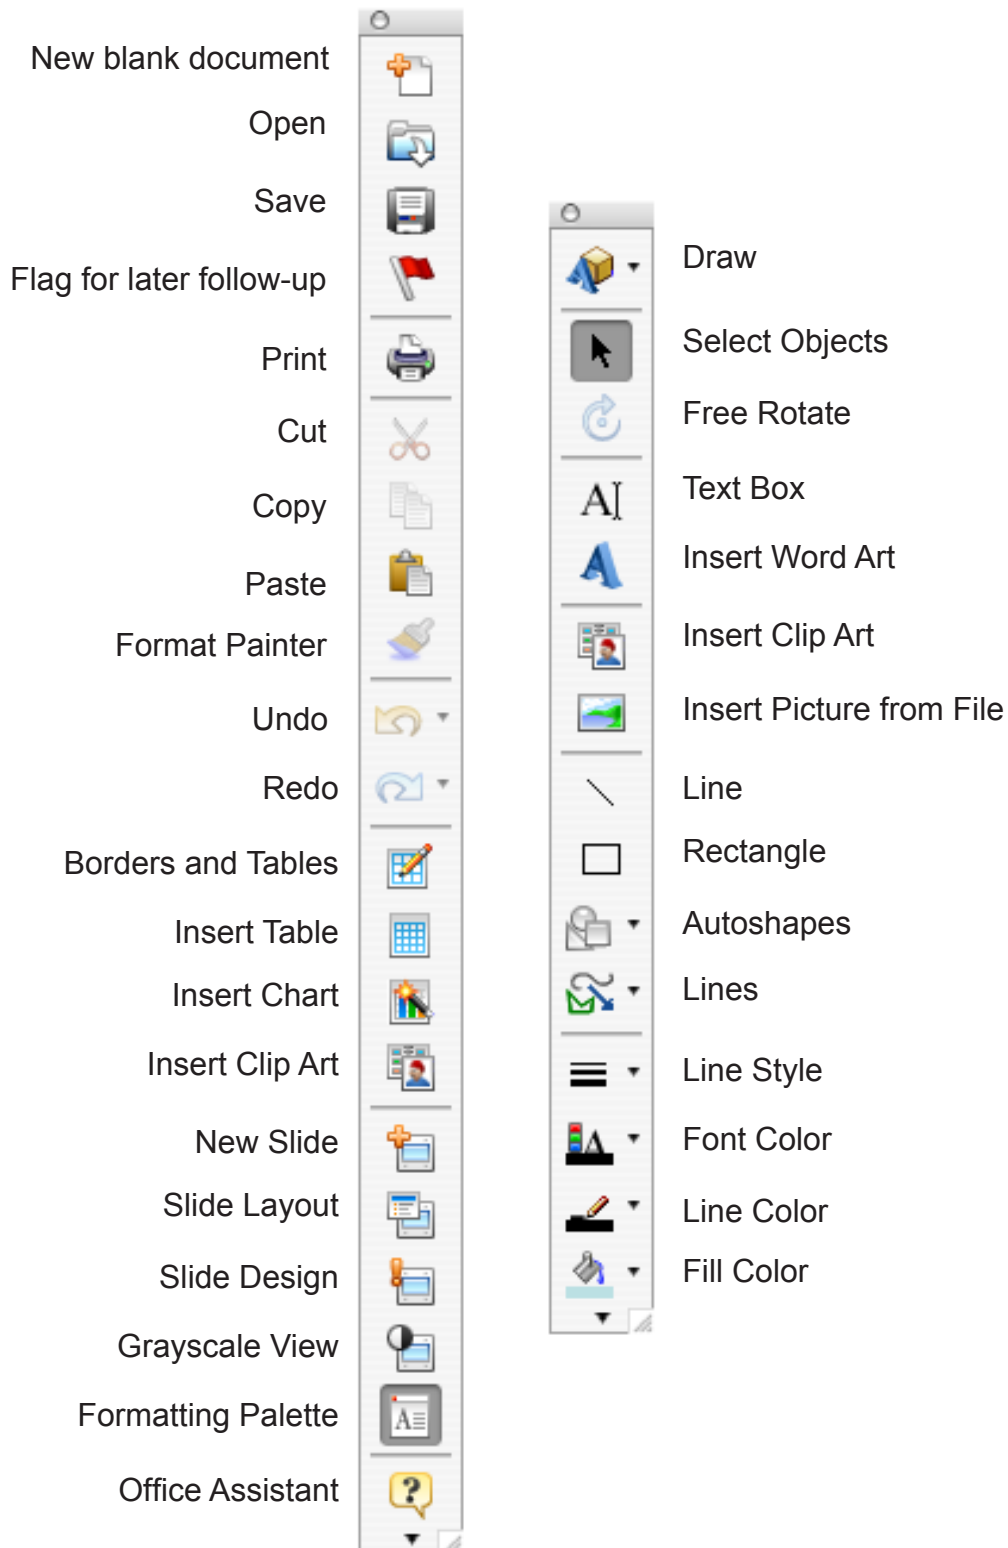 New blank document
Open
Save
Flag for later follow-up
Print
Cut
Copy
Paste
Format Painter
Undo
Redo
Borders and Tables
Insert Table
Insert Chart
Insert Clip Art
New Slide
Slide Layout
Slide Design
Grayscale View
Formatting Palette
Office Assistant
Draw
Select Objects
Free Rotate
Text Box
Insert Word Art
Insert Clip Art
Insert Picture from File
Line
Rectangle
Autoshapes
Lines
Line Style
Font Color
Line Color
Fill Color